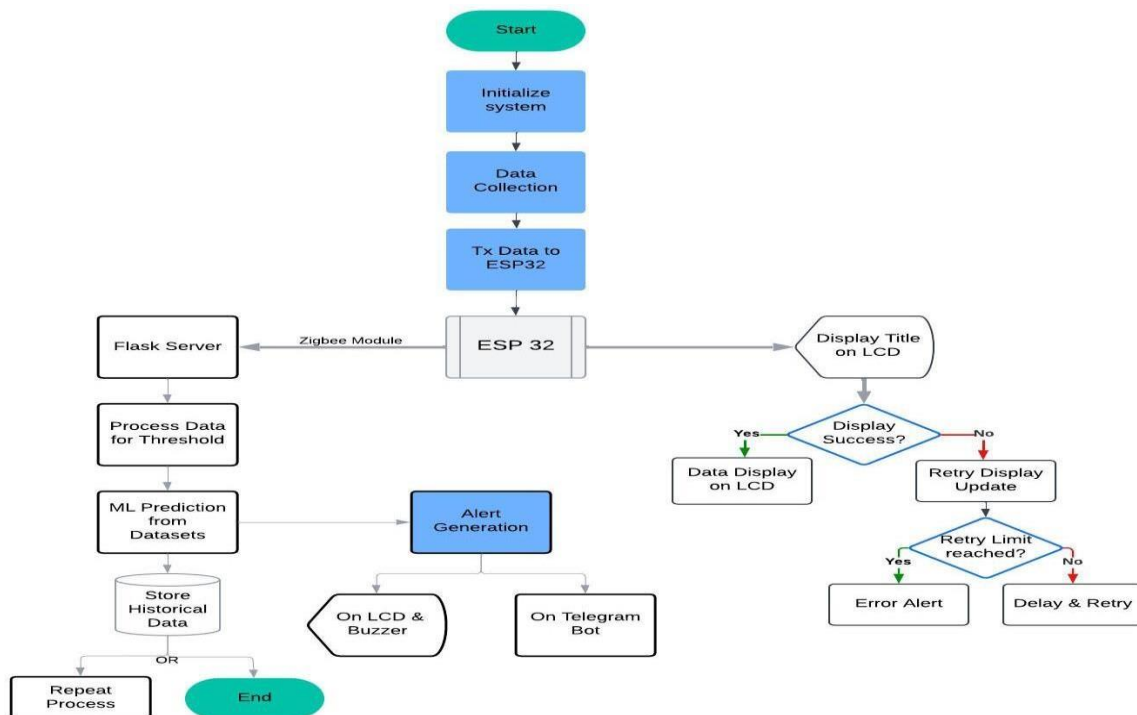 Start
Initialize
system
Data
Collection
Tx Data to
ESP32
Flask Server
Zigbee Module
ESP 32
Display Title
on LCD
Process Data
for Threshold
Yes
Display
Success?
No
Data Display
on LCD
Retry Display
Update
ML Prediction
from
Datasets
Alert
Generation
Retry Limit
reached?
Yes
No
Store
Historical
Data
On LCD &
Buzzer
On Telegram
Bot
Error Alert
Delay & Retry
OR
Repeat
Process
End